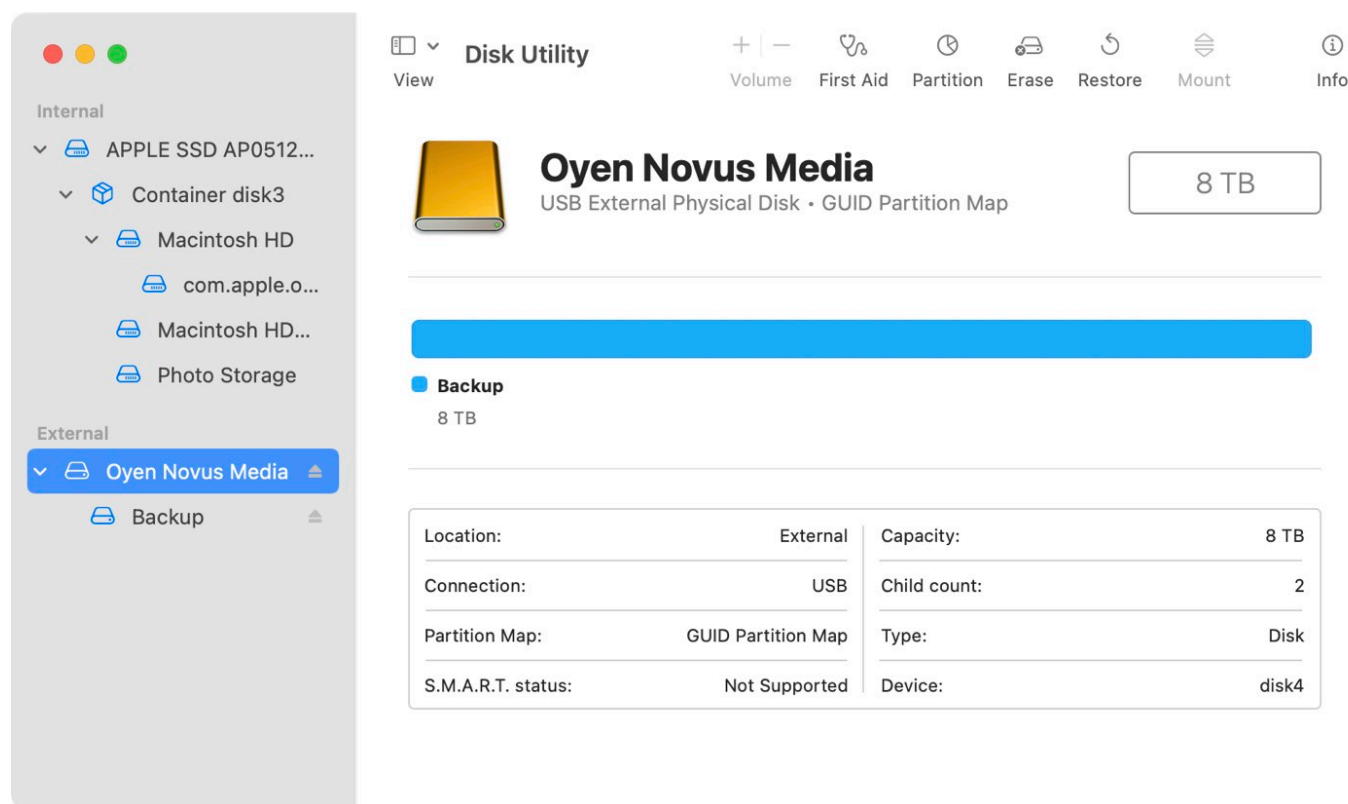 Disk Utility
View
Volume
First Aid
Partition
Erase
Restore
Mount
Info
Internal
APPLE SSD AP0512...
Container disk3
Macintosh HD
com.apple.o...
Macintosh HD...
Photo Storage
External
Oyen Novus Media
Backup
Oyen Novus Media
USB External Physical Disk • GUID Partition Map
8 TB
Backup
8 TB
Location: External
Connection: USB
Partition Map: GUID Partition Map
S.M.A.R.T. status: Not Supported
Capacity: 8 TB
Child count: 2
Type: Disk
Device: disk4